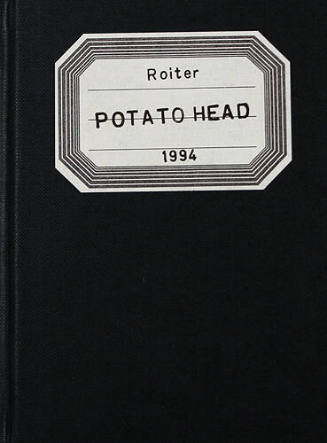 Roiter
POTATO HEAD
1994